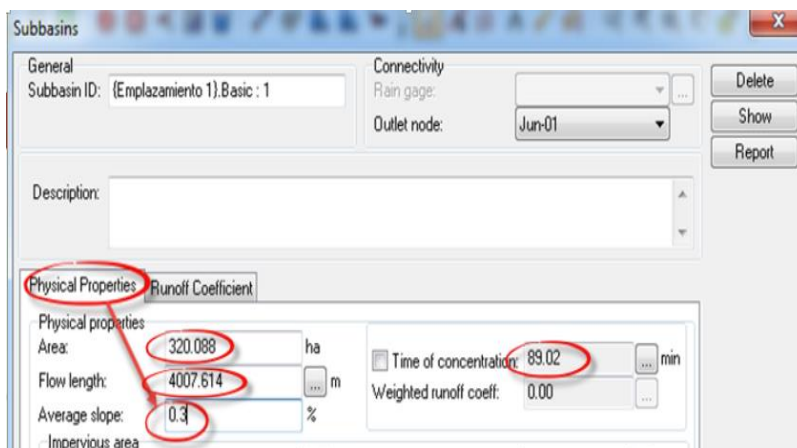 Subbasins
General
Subbasin ID: {Emplazamiento 1}.Basic : 1
Connectivity
Rain gage: ...
Outlet node: Jun-01
Delete
Show
Report
Description:
Physical Properties Runoff Coefficient
Physical properties
Area: 320.088 ha
Flow length: 4007.614 ... m
Average slope: 0.3 %
Time of concentration: 89.02 ... min
Weighted runoff coeff: 0.00 ...
Impervious area